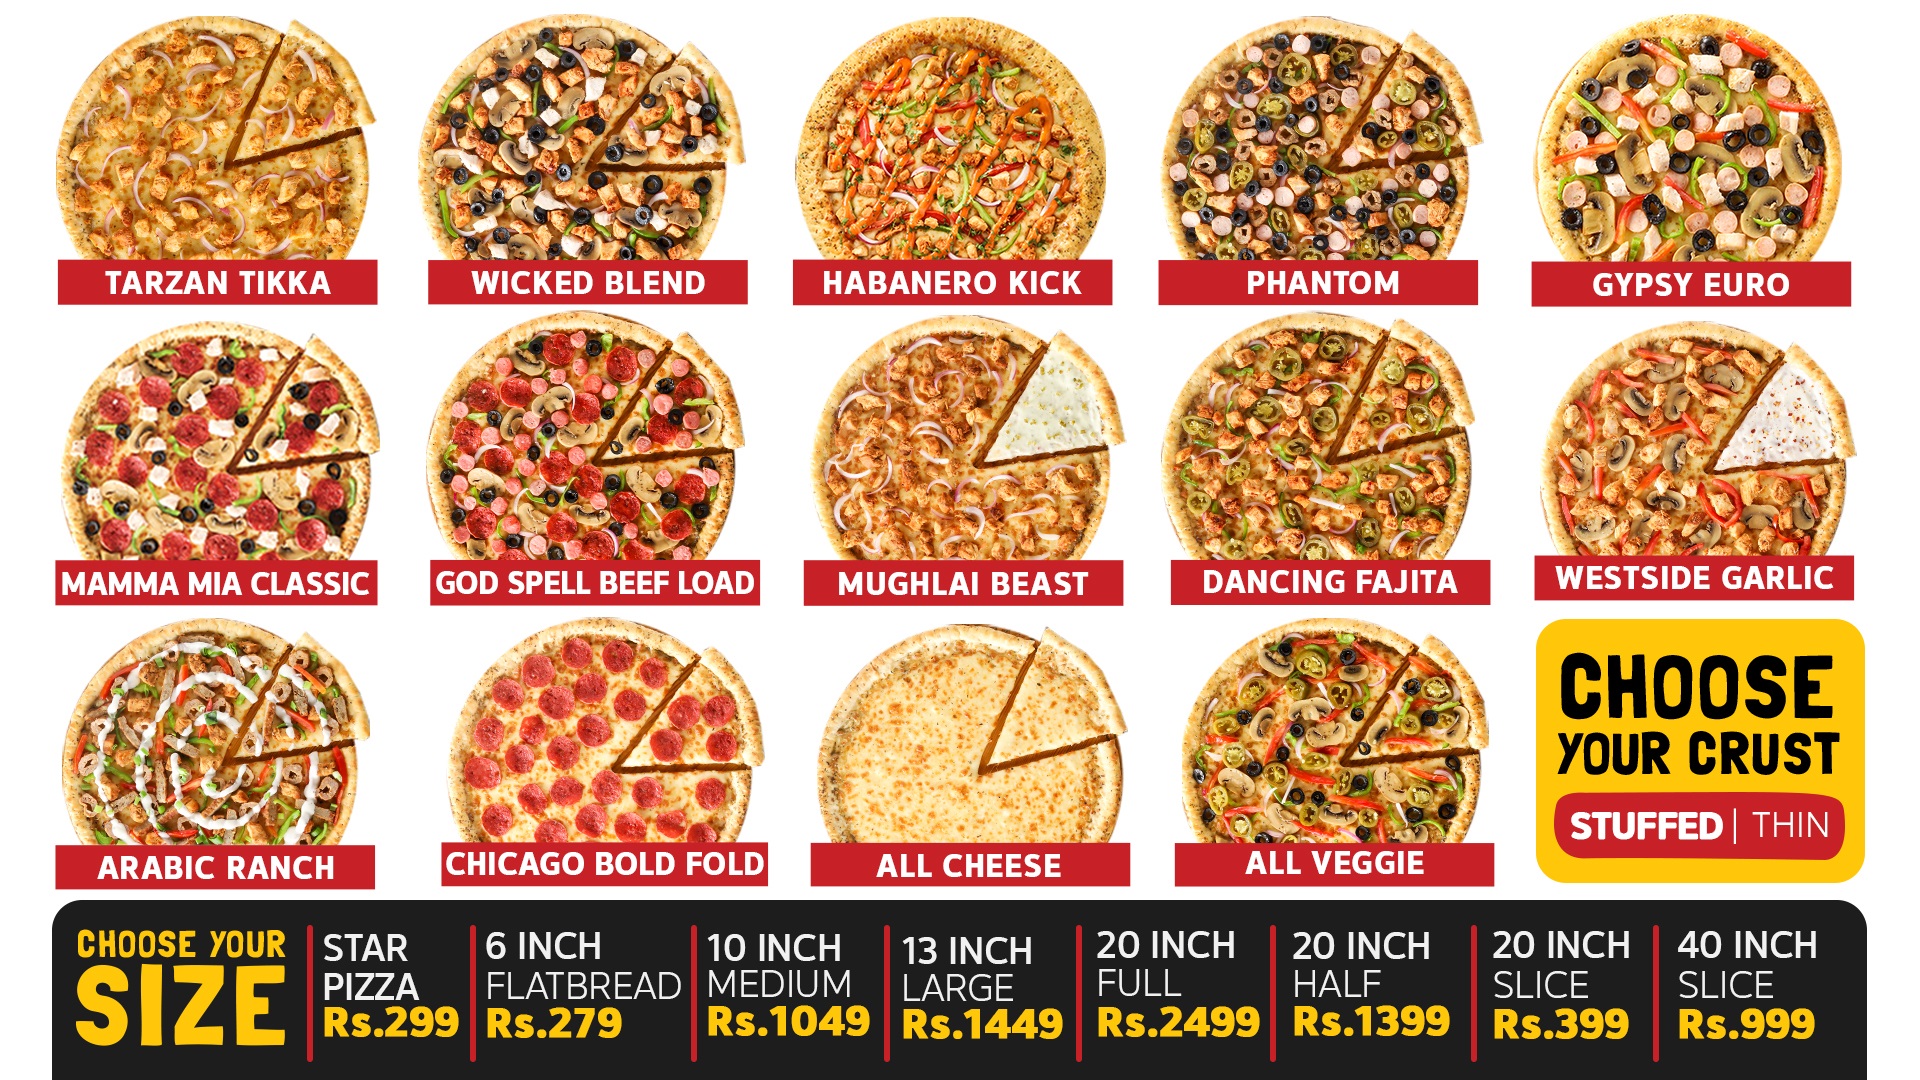 TARZAN TIKKA
WICKED BLEND
HABANERO KICK
PHANTOM
GYPSY EURO
MAMMA MIA CLASSIC
GOD SPELL BEEF LOAD
MUGHLAI BEAST
DANCING FAJITA
WESTSIDE GARLIC
ARABIC RANCH
CHICAGO BOLD FOLD
ALL CHEESE
ALL VEGGIE
CHOOSE
YOUR CRUST
STUFFED | THIN
CHOOSE YOUR
SIZE
STAR
PIZZA
Rs.299
6 INCH
FLATBREAD
Rs.279
10 INCH
MEDIUM
Rs.1049
13 INCH
LARGE
Rs.1449
20 INCH
FULL
Rs.2499
20 INCH
HALF
Rs.1399
20 INCH
SLICE
Rs.399
40 INCH
SLICE
Rs.999